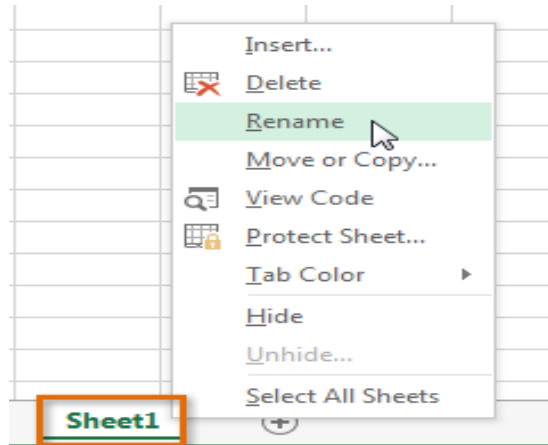 Insert...
Delete
Rename
Move or Copy...
View Code
Protect Sheet...
Tab Color
Hide
Unhide...
Select All Sheets
Sheet1